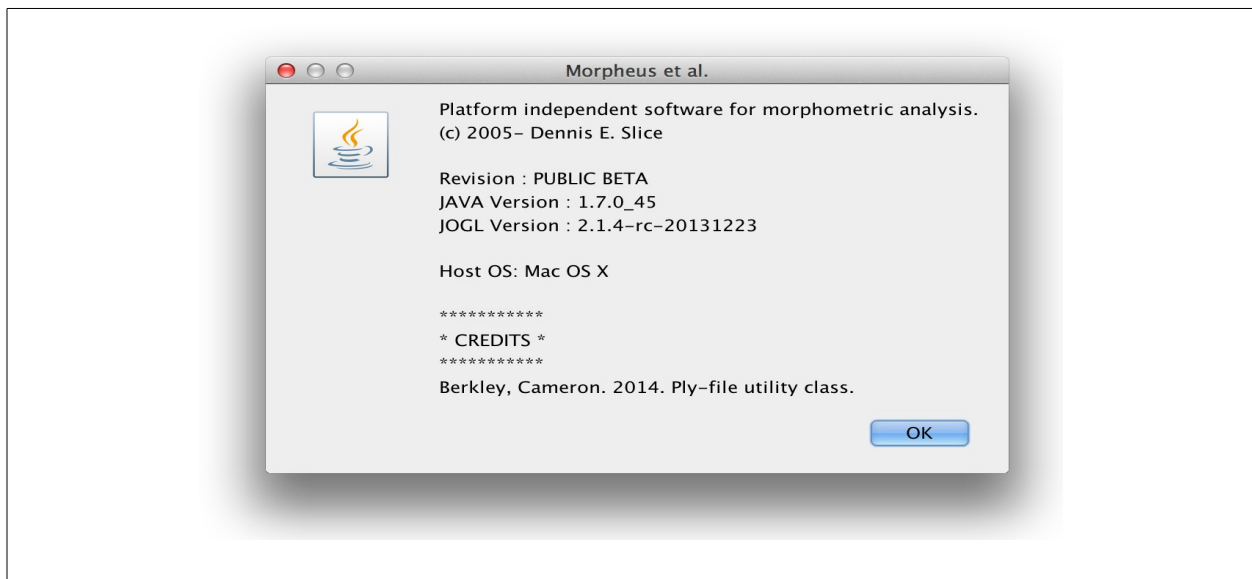 Morpheus et al.
Platform independent software for morphometric analysis.
(c) 2005- Dennis E. Slice
Revision : PUBLIC BETA
JAVA Version : 1.7.0_45
JOGL Version : 2.1.4-rc-20131223
Host OS: Mac OS X
***********
* CREDITS *
***********
Berkley, Cameron. 2014. Ply-file utility class.
OK